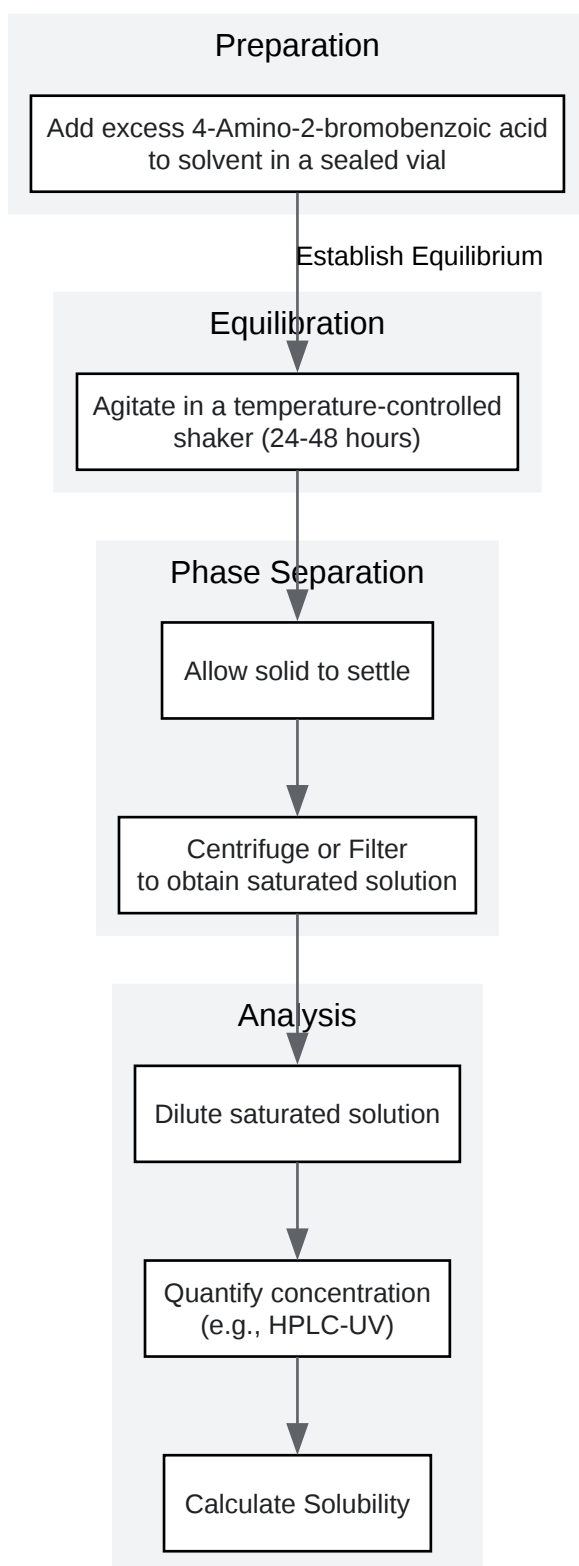 Preparation
Add excess 4-Amino-2-bromobenzoic acid
to solvent in a sealed vial
Establish Equilibrium
Equilibration
Agitate in a temperature-controlled
shaker (24-48 hours)
Phase Separation
Allow solid to settle
Centrifuge or Filter
to obtain saturated solution
Analysis
Dilute saturated solution
Quantify concentration
(e.g., HPLC-UV)
Calculate Solubility